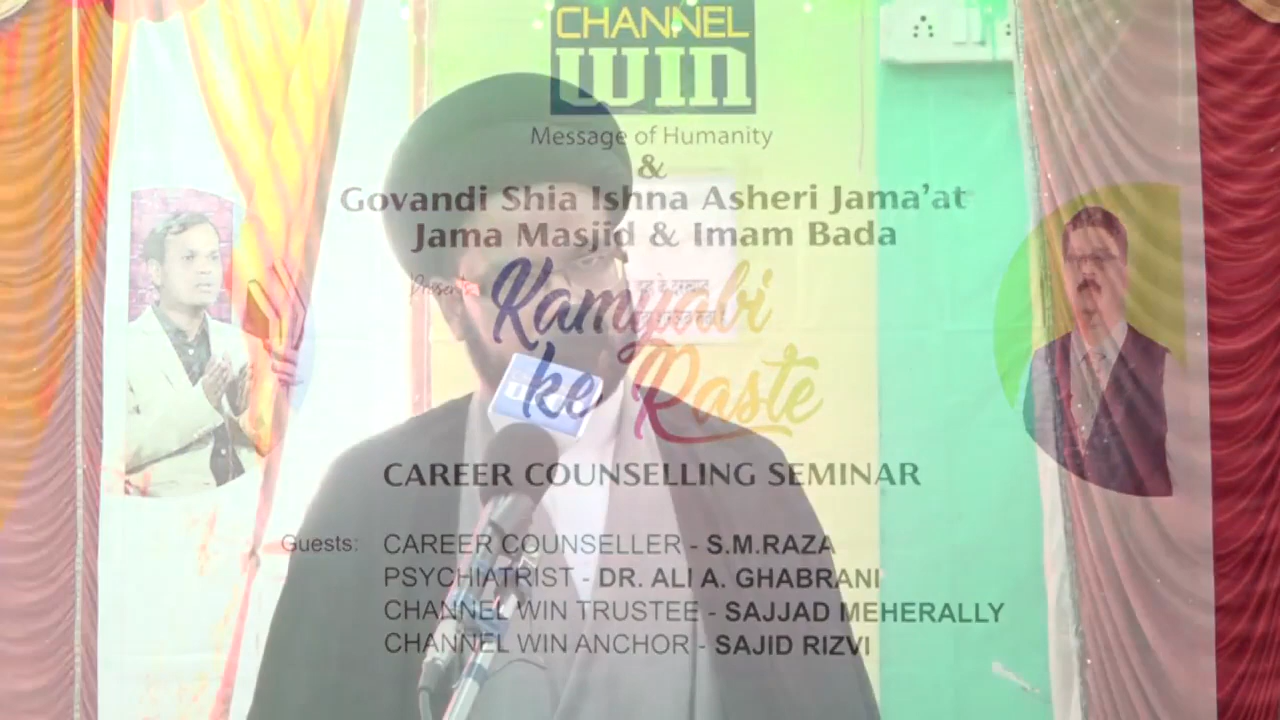 CHANNEL
WIN
Message of Humanity
&
Govandi Shia Ishna Asheri Jama'at
Jama Masjid & Imam Bada
Present
Kamyabi
ke Raste
CAREER COUNSELLING SEMINAR
Guests: CAREER COUNSELLER - S.M.RAZA
PSYCHIATRIST - DR. ALI A. GHABRANI
CHANNEL WIN TRUSTEE - SAJJAD MEHERALLY
CHANNEL WIN ANCHOR - SAJID RIZVI